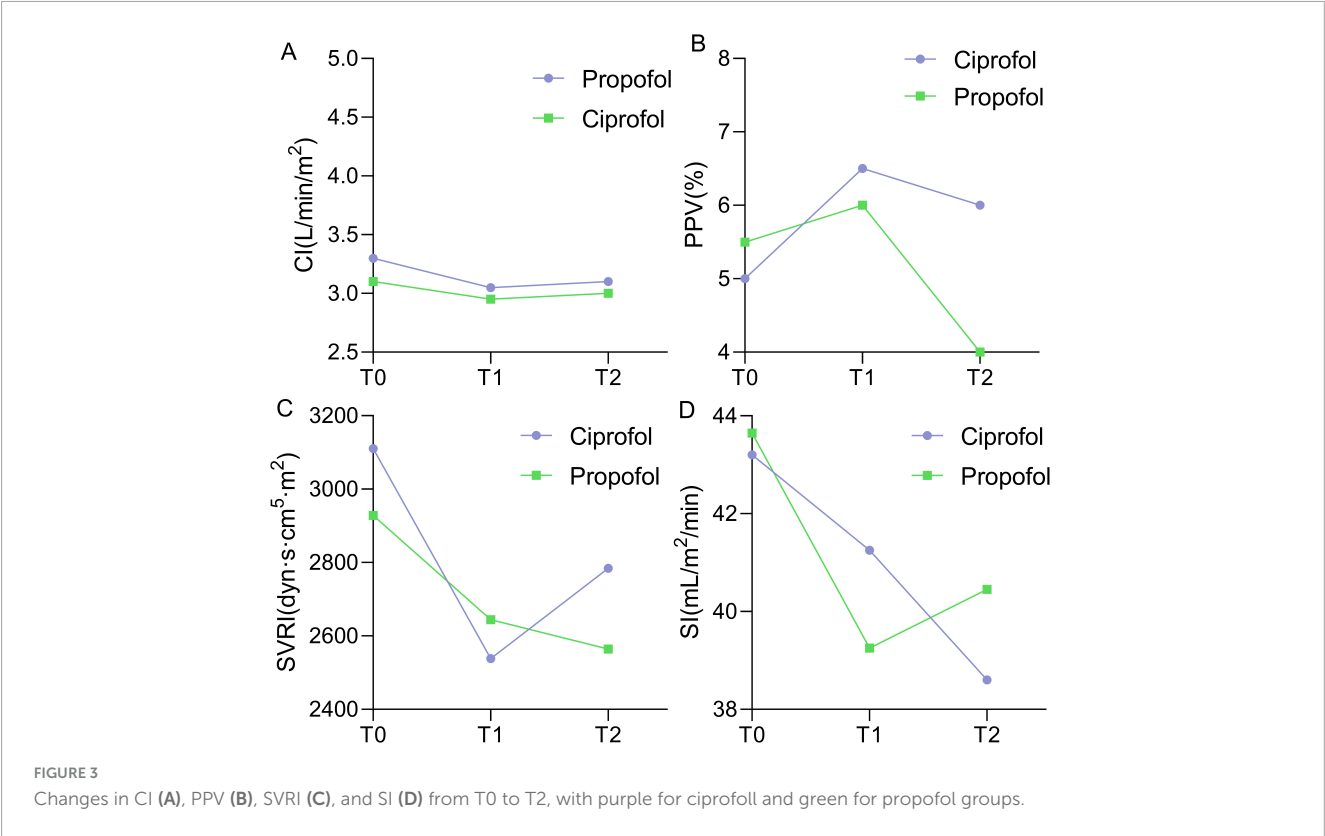 A
5.0
4.5
4.0
3.5
3.0
2.5
CI(L/min/m²)
Propofol
Ciprofol
T0 T1 T2
B
8
7
6
5
4
PPV(%)
Ciprofol
Propofol
T0 T1 T2
C
3200
3000
2800
2600
2400
SVRI(dyn·s·cm⁵·m²)
Ciprofol
Propofol
T0 T1 T2
D
44
42
40
38
SI(mL/m²/min)
Ciprofol
Propofol
T0 T1 T2
FIGURE 3
Changes in CI (A), PPV (B), SVRI (C), and SI (D) from T0 to T2, with purple for ciprofoll and green for propofol groups.